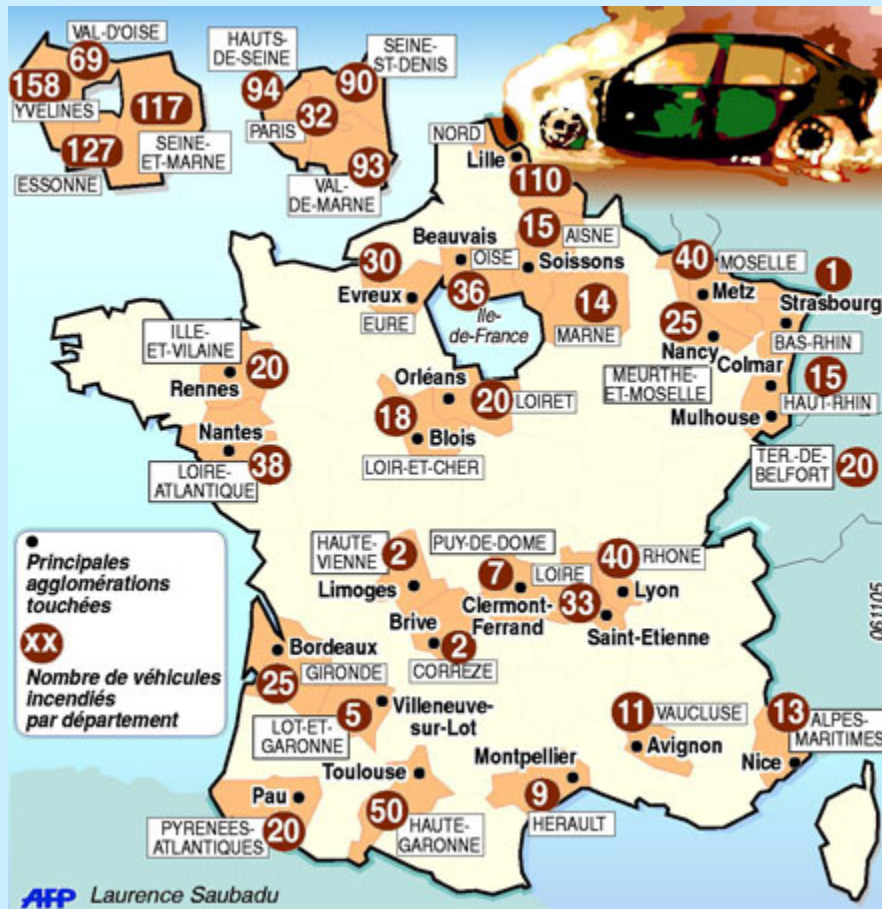 VAL-D'OISE
69
158
YVELINES
117
SEINE-
ET-MARNE
127
ESSONNE
HAUTS-
DE-SEINE
94
SEINE-
ST-DENIS
90
32
PARIS
93
VAL-
DE-MARNE
NORD
Lille
110
15
AISNE
Beauvais
OISE
Soissons
30
Evreux
EURE
36
Ile-
de-France
14
MARNE
40
MOSELLE
Metz
1
Strasbourg
BAS-RHIN
25
Nancy
MEURTHE-
ET-MOSELLE
Colmar
15
HAUT-RHIN
Mulhouse
TER.-DE-
BELFORT
20
ILLE-
ET-VILAINE
20
Rennes
Nantes
LOIRE-
ATLANTIQUE
38
Orléans
20
LOIRET
18
Blois
LOIR-ET-CHER
Principales
agglomérations
touchées
XX
Nombre de véhicules
incendiés
par département
HAUTE-
VIENNE
2
Limoges
PUY-DE-DOME
7
LOIRE
Clermont-
Ferrand
40
RHONE
Lyon
33
Saint-Etienne
Brive
2
CORREZE
Bordeaux
GIRONDE
25
5
LOT-ET-
GARONNE
Villeneuve-
sur-Lot
11
VAUCLUSE
Avignon
13
ALPES-
MARITIMES
Nice
Toulouse
50
HAUTE-
GARONNE
Montpellier
9
HERAULT
Pau
PYRENEES-
ATLANTIQUES
20
061105
AFP Laurence Saubadu